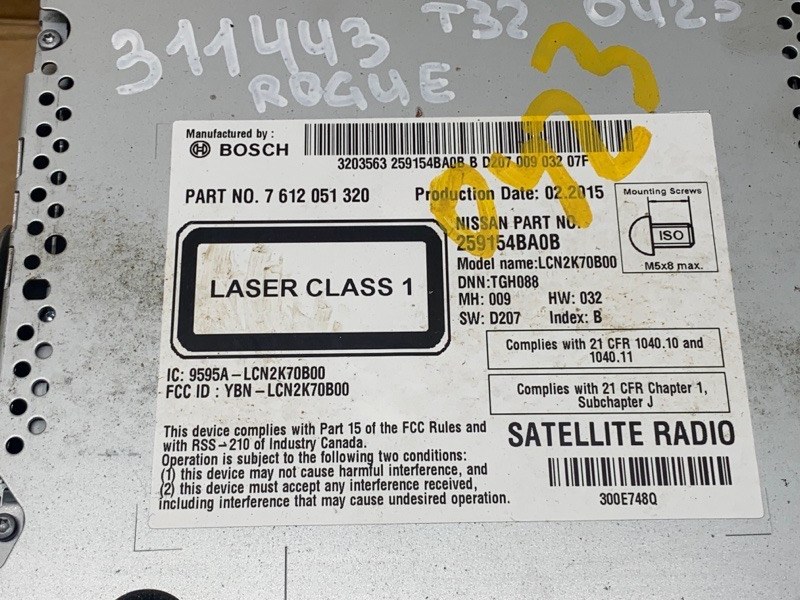 311443 T32 0423
ROGUE
0423
Manufactured by :
BOSCH
3203563 259154BA0B B D207 009 032 07F
PART NO. 7 612 051 320 Production Date: 02.2015
NISSAN PART NO.
259154BA0B
Model name:LCN2K70B00
DNN:TGH088
MH: 009 HW: 032
SW: D207 Index: B
Mounting Screws
ISO
M5x8 max.
LASER CLASS 1
Complies with 21 CFR 1040.10 and
1040.11
Complies with 21 CFR Chapter 1,
Subchapter J
IC: 9595A-LCN2K70B00
FCC ID : YBN-LCN2K70B00
This device complies with Part 15 of the FCC Rules and
with RSS-210 of Industry Canada.
Operation is subject to the following two conditions:
(1) this device may not cause harmful interference, and
(2) this device must accept any interference received,
including interference that may cause undesired operation.
SATELLITE RADIO
300E748Q